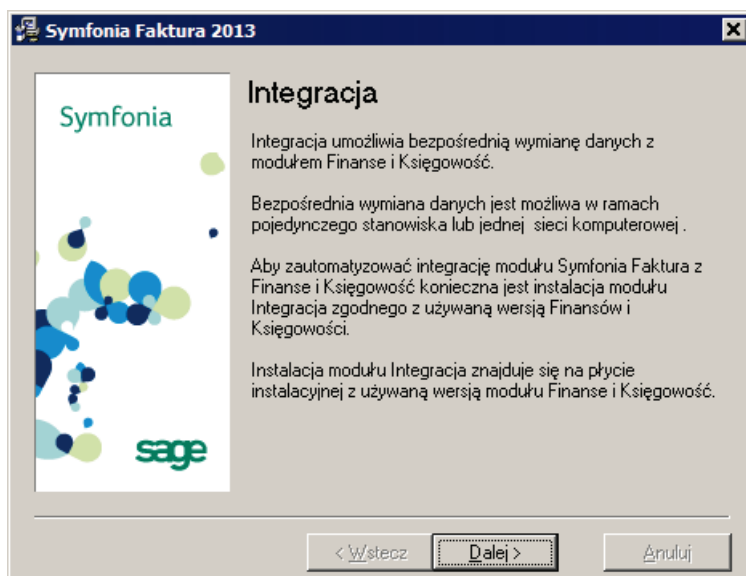 Symfonia Faktura 2013
Symfonia
Integracja
Integracja umożliwia bezpośrednią wymianę danych z
modułem Finanse i Księgowość.
Bezpośrednia wymiana danych jest możliwa w ramach
pojedynczego stanowiska lub jednej sieci komputerowej .
Aby zautomatyzować integrację modułu Symfonia Faktura z
Finanse i Księgowość konieczna jest instalacja modułu
Integracja zgodnego z używaną wersją Finansów i
Księgowości.
Instalacja modułu Integracja znajduje się na płycie
instalacyjnej z używaną wersją modułu Finanse i Księgowość.
sage
< Wstecz
Dalej >
Anuluj